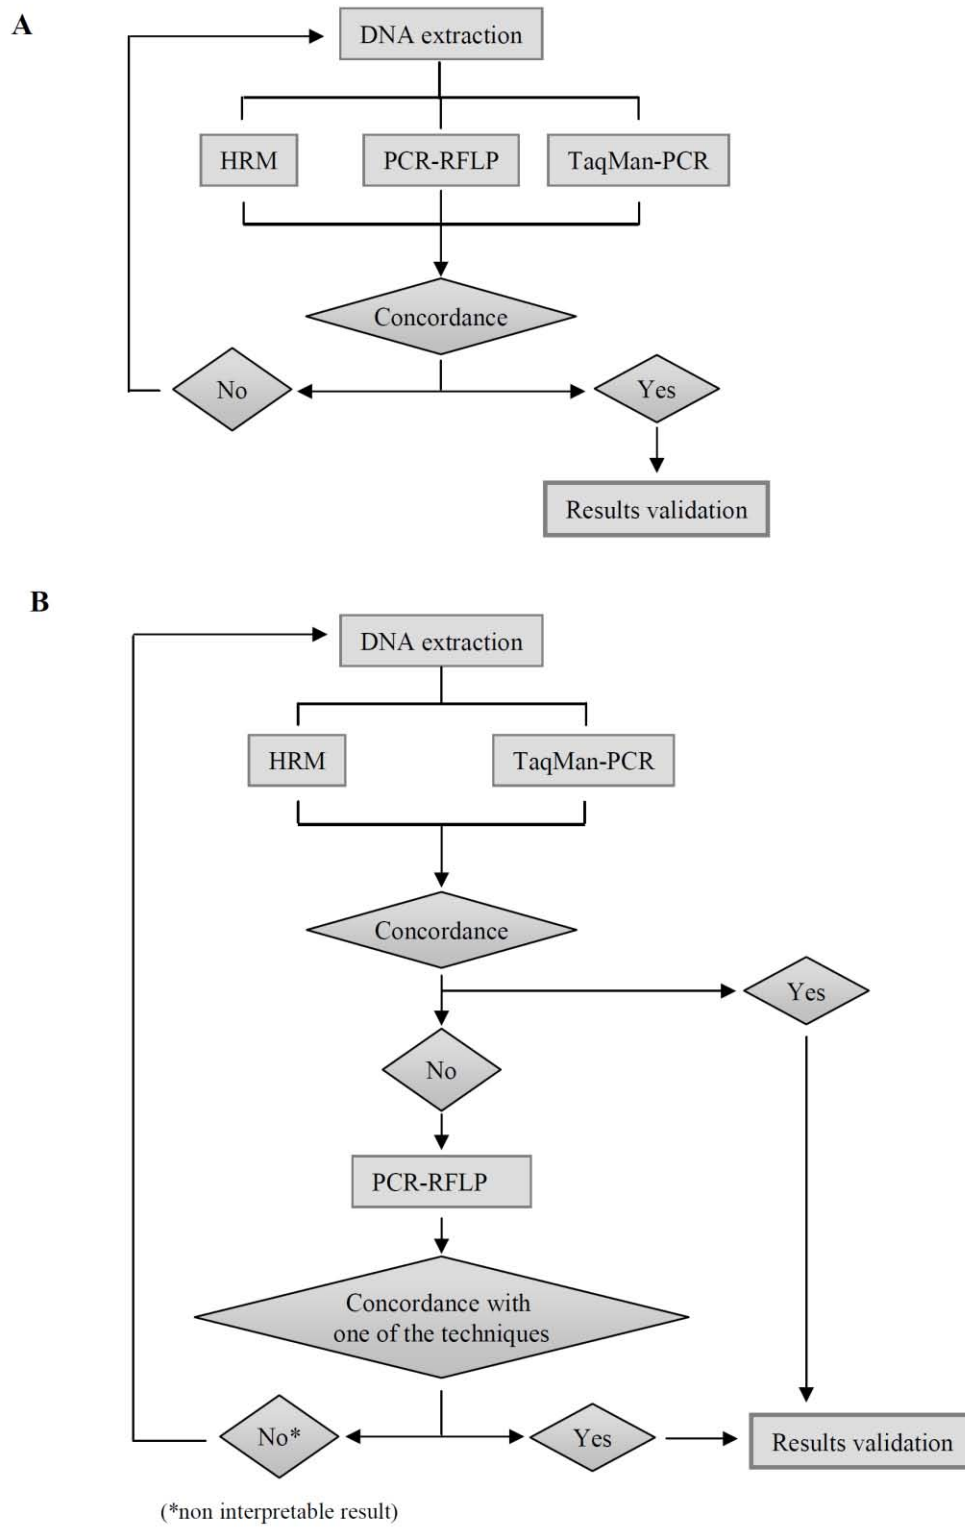 A
DNA extraction
HRM
PCR-RFLP
TaqMan-PCR
Concordance
No
Yes
Results validation
B
DNA extraction
HRM
TaqMan-PCR
Concordance
Yes
No
PCR-RFLP
Concordance with
one of the techniques
No*
Yes
Results validation
(*non interpretable result)